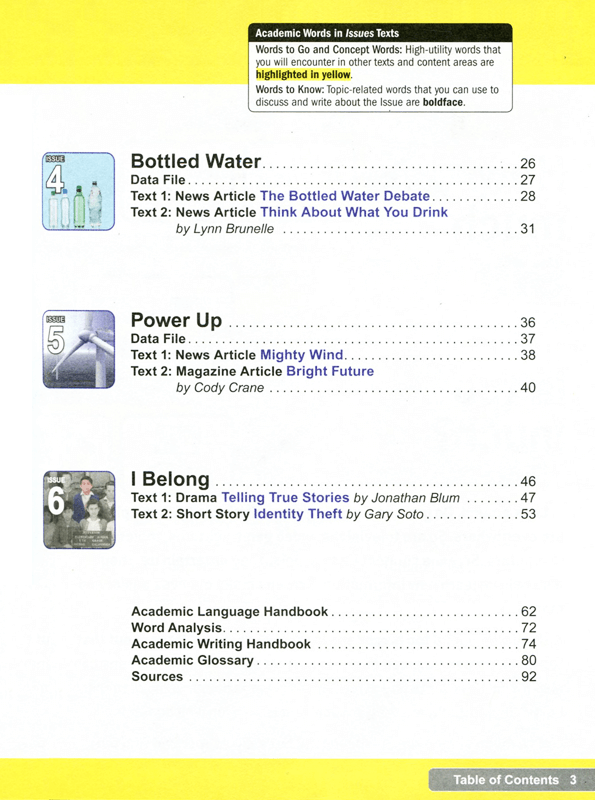 Academic Words in Issues Texts
Words to Go and Concept Words: High-utility words that
you will encounter in other texts and content areas are
highlighted in yellow.
Words to Know: Topic-related words that you can use to
discuss and write about the Issue are boldface.
ISSUE
4
Bottled Water 26
Data File 27
Text 1: News Article The Bottled Water Debate 28
Text 2: News Article Think About What You Drink
by Lynn Brunelle 31
ISSUE
5
Power Up 36
Data File 37
Text 1: News Article Mighty Wind 38
Text 2: Magazine Article Bright Future
by Cody Crane 40
ISSUE
6
I Belong 46
Text 1: Drama Telling True Stories by Jonathan Blum 47
Text 2: Short Story Identity Theft by Gary Soto 53
Academic Language Handbook 62
Word Analysis 72
Academic Writing Handbook 74
Academic Glossary 80
Sources 92
Table of Contents 3